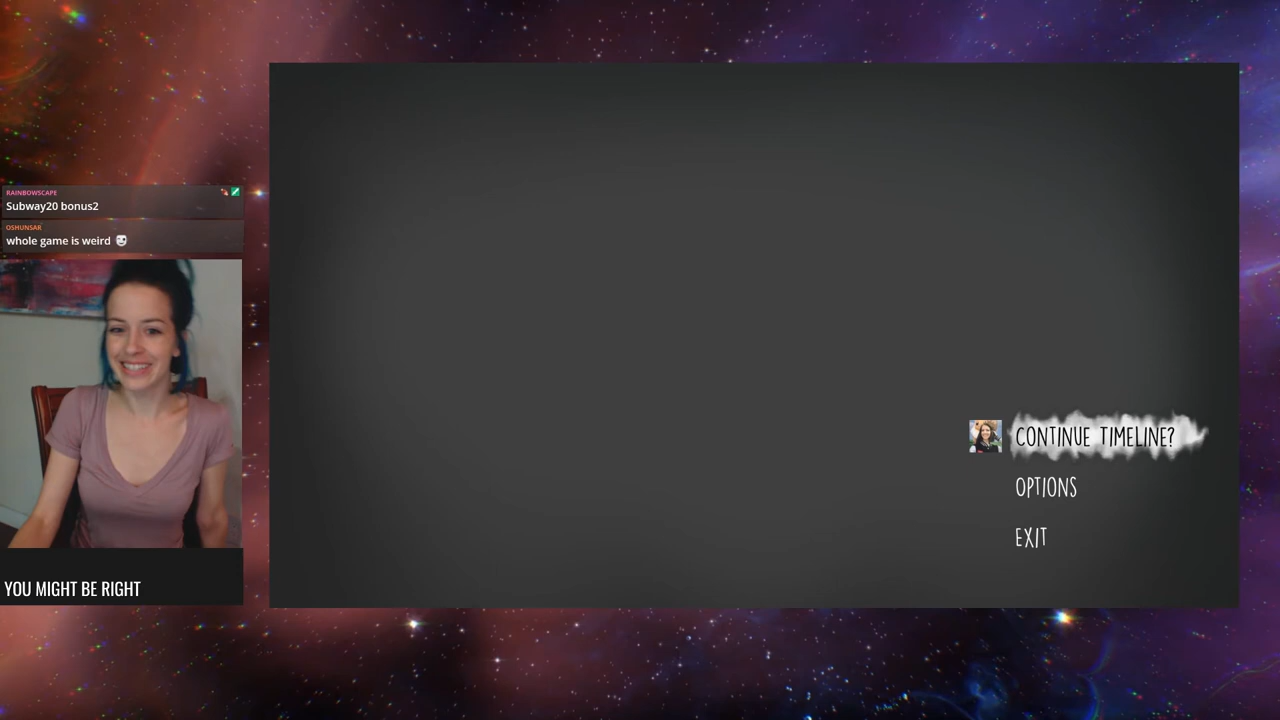 RAINBOWSCAPE
Subway20 bonus2
OSHUNSAR
whole game is weird
YOU MIGHT BE RIGHT
CONTINUE TIMELINE?
OPTIONS
EXIT